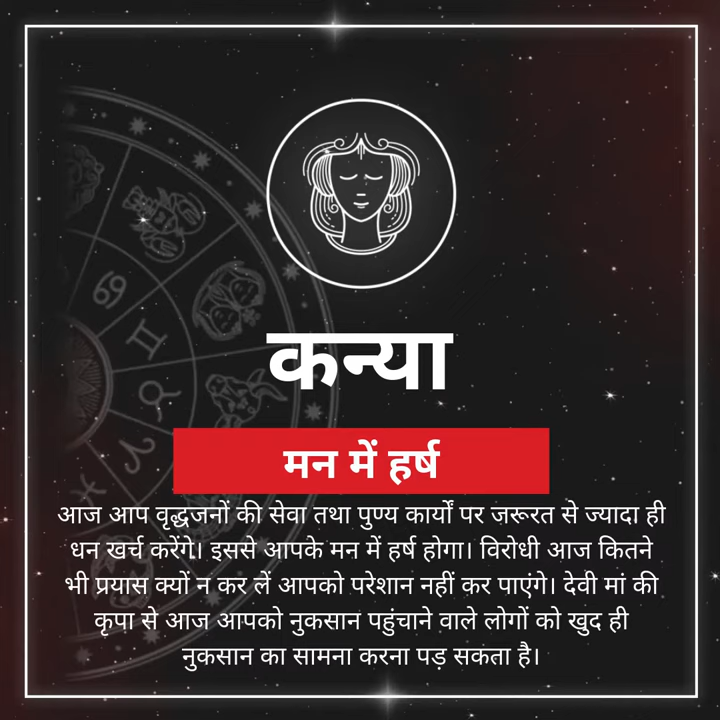 कन्या
मन में हर्ष
आज आप वृद्धजनों की सेवा तथा पुण्य कार्यों पर ज़रूरत से ज्यादा ही
धन खर्च करेंगे। इससे आपके मन में हर्ष होगा। विरोधी आज कितने
भी प्रयास क्यों न कर लें आपको परेशान नहीं कर पाएंगे। देवी मां की
कृपा से आज आपको नुकसान पहुंचाने वाले लोगों को खुद ही
नुकसान का सामना करना पड़ सकता है।